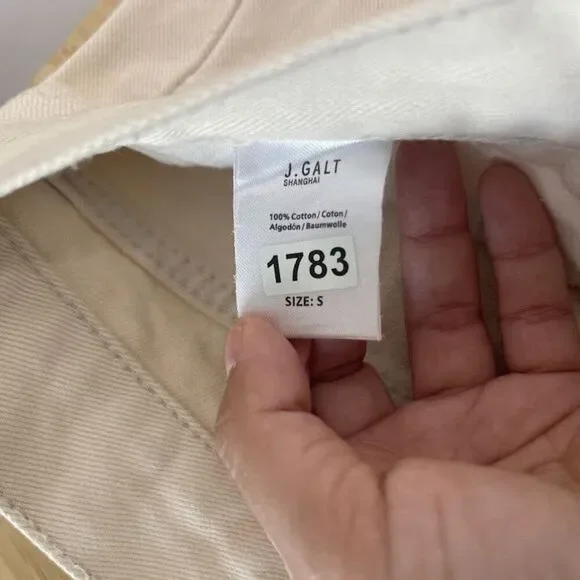 J.GALT
SHANGHAI
100% Cotton/Coton/
Algodón/Baumwolle
1783
SIZE: S